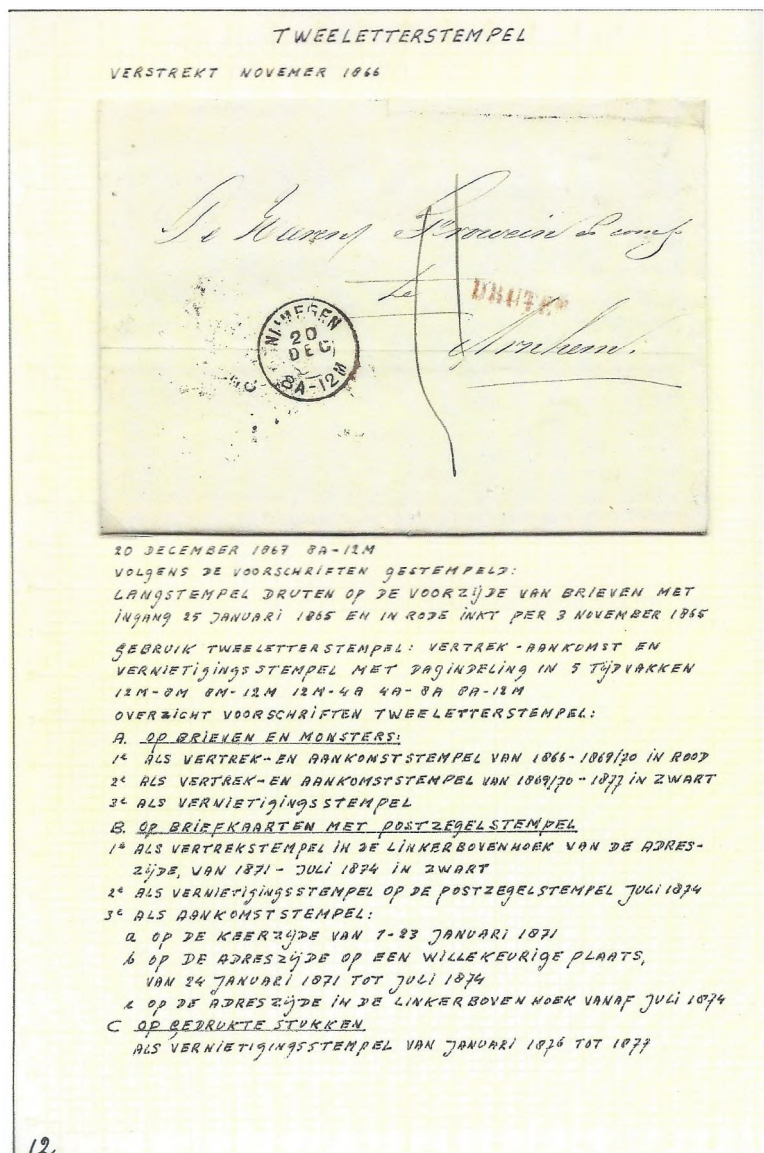 TWEELETTERSTEMPEL
VERSTREKT NOVEMER 1866
te
DRUTEN
Arnhem.
NIJMEGEN
20
DEC
8A-12M
20 DECEMBER 1867 8A-12M
VOLGENS DE VOORSCHRIFTEN GESTEMPELD:
LANGSTEMPEL DRUTEN OP DE VOORZIJDE VAN BRIEVEN MET
INGANG 25 JANUARI 1865 EN IN RODE INKT PER 3 NOVEMBER 1865
GEBRUIK TWEELETTERSTEMPEL: VERTREK-AANKOMST EN
VERNIETIGINGSSTEMPEL MET DAGINDELING IN 5 TIJDVAKKEN
12M-8M 8M-12M 12M-4A 4A-8A 8A-12M
OVERZICHT VOORSCHRIFTEN TWEELETTERSTEMPEL:
A. OP BRIEVEN EN MONSTERS:
1e ALS VERTREK-EN AANKOMSTSTEMPEL VAN 1866-1869/70 IN ROOD
2e ALS VERTREK-EN AANKOMSTSTEMPEL VAN 1869/70-1877 IN ZWART
3e ALS VERNIETIGINGSSTEMPEL
B. OP BRIEFKAARTEN MET POSTZEGELSTEMPEL
1e ALS VERTREKSTEMPEL IN DE LINKERBOVENHOEK VAN DE ADRES-
ZIJDE, VAN 1871-JULI 1874 IN ZWART
2e ALS VERNIETIGINGSSTEMPEL OP DE POSTZEGELSTEMPEL JULI 1874
3e ALS AANKOMSTSTEMPEL:
a OP DE KEERZIJDE VAN 1-23 JANUARI 1871
b OP DE ADRESZIJDE OP EEN WILLEKEURIGE PLAATS,
VAN 24 JANUARI 1871 TOT JULI 1874
c OP DE ADRESZIJDE IN DE LINKERBOVENHOEK VANAF JULI 1874
C OP GEDRUKTE STUKKEN
ALS VERNIETIGINGSSTEMPEL VAN JANUARI 1876 TOT 1877
12